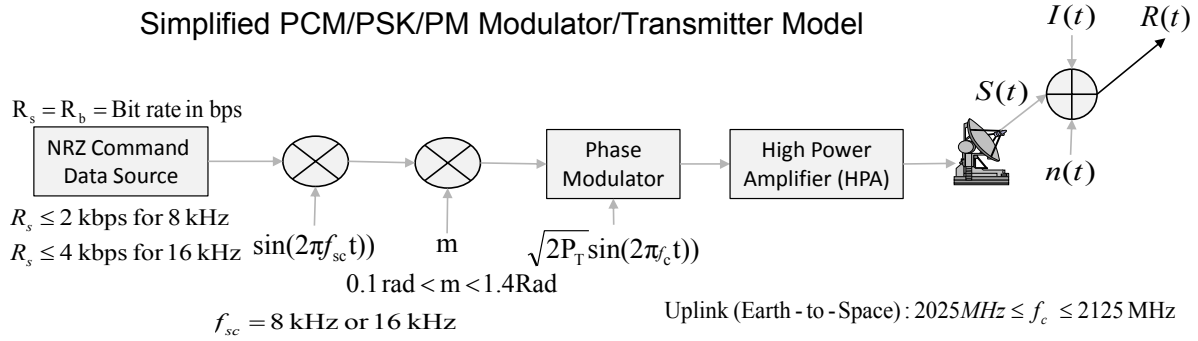 Simplified PCM/PSK/PM Modulator/Transmitter Model
I(t)
R(t)
S(t)
n(t)
R_s = R_b = Bit rate in bps
NRZ Command
Data Source
Phase
Modulator
High Power
Amplifier (HPA)
R_s ≤ 2 kbps for 8 kHz
R_s ≤ 4 kbps for 16 kHz
sin(2πf_sc t))
m
√2P_T sin(2πf_c t))
0.1 rad < m < 1.4Rad
f_sc = 8 kHz or 16 kHz
Uplink (Earth - to - Space) : 2025MHz ≤ f_c ≤ 2125 MHz